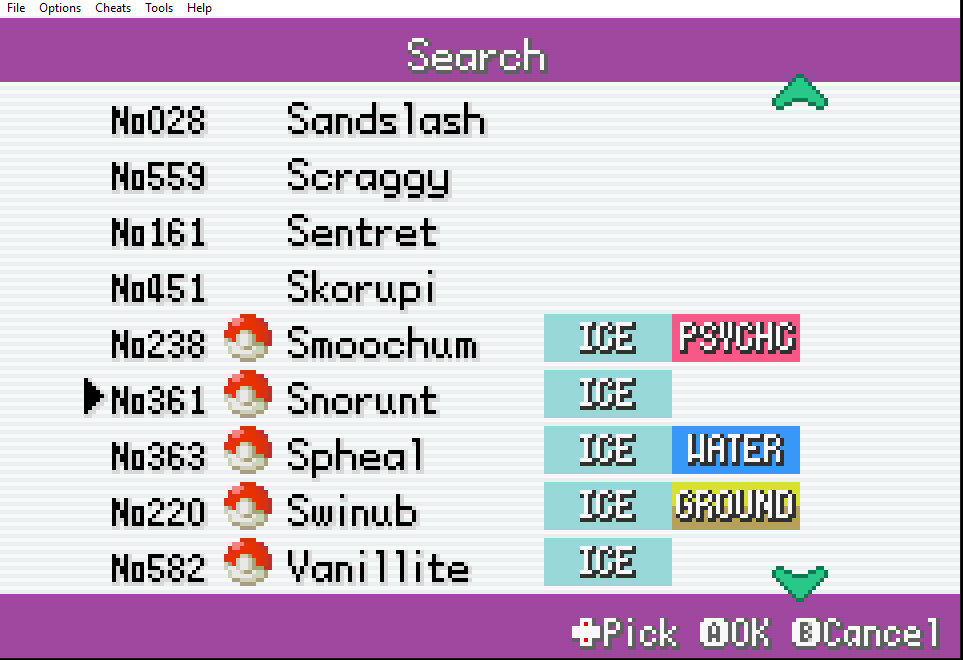 File Options Cheats Tools Help
Search
No028 Sandslash
No559 Scraggy
No161 Sentret
No451 Skorupi
No238 Smoochum ICE PSYCHC
No361 Snorunt ICE
No363 Spheal ICE WATER
No220 Swinub ICE GROUND
No582 Vanillite ICE
Pick A OK B Cancel